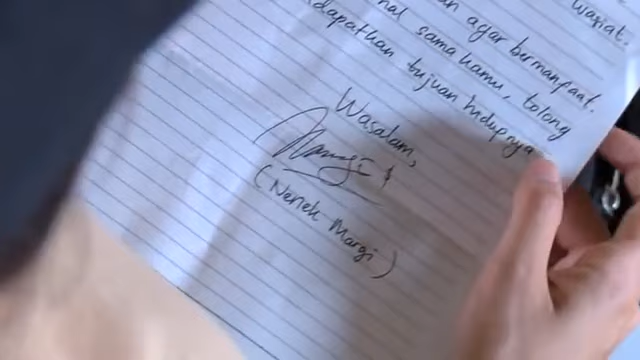 wasiat.
an agar bermanfaat.
nal sama kamu, tolong
dapatkan tujuan hidupnya
Wasalam,
(Nenek Margi)